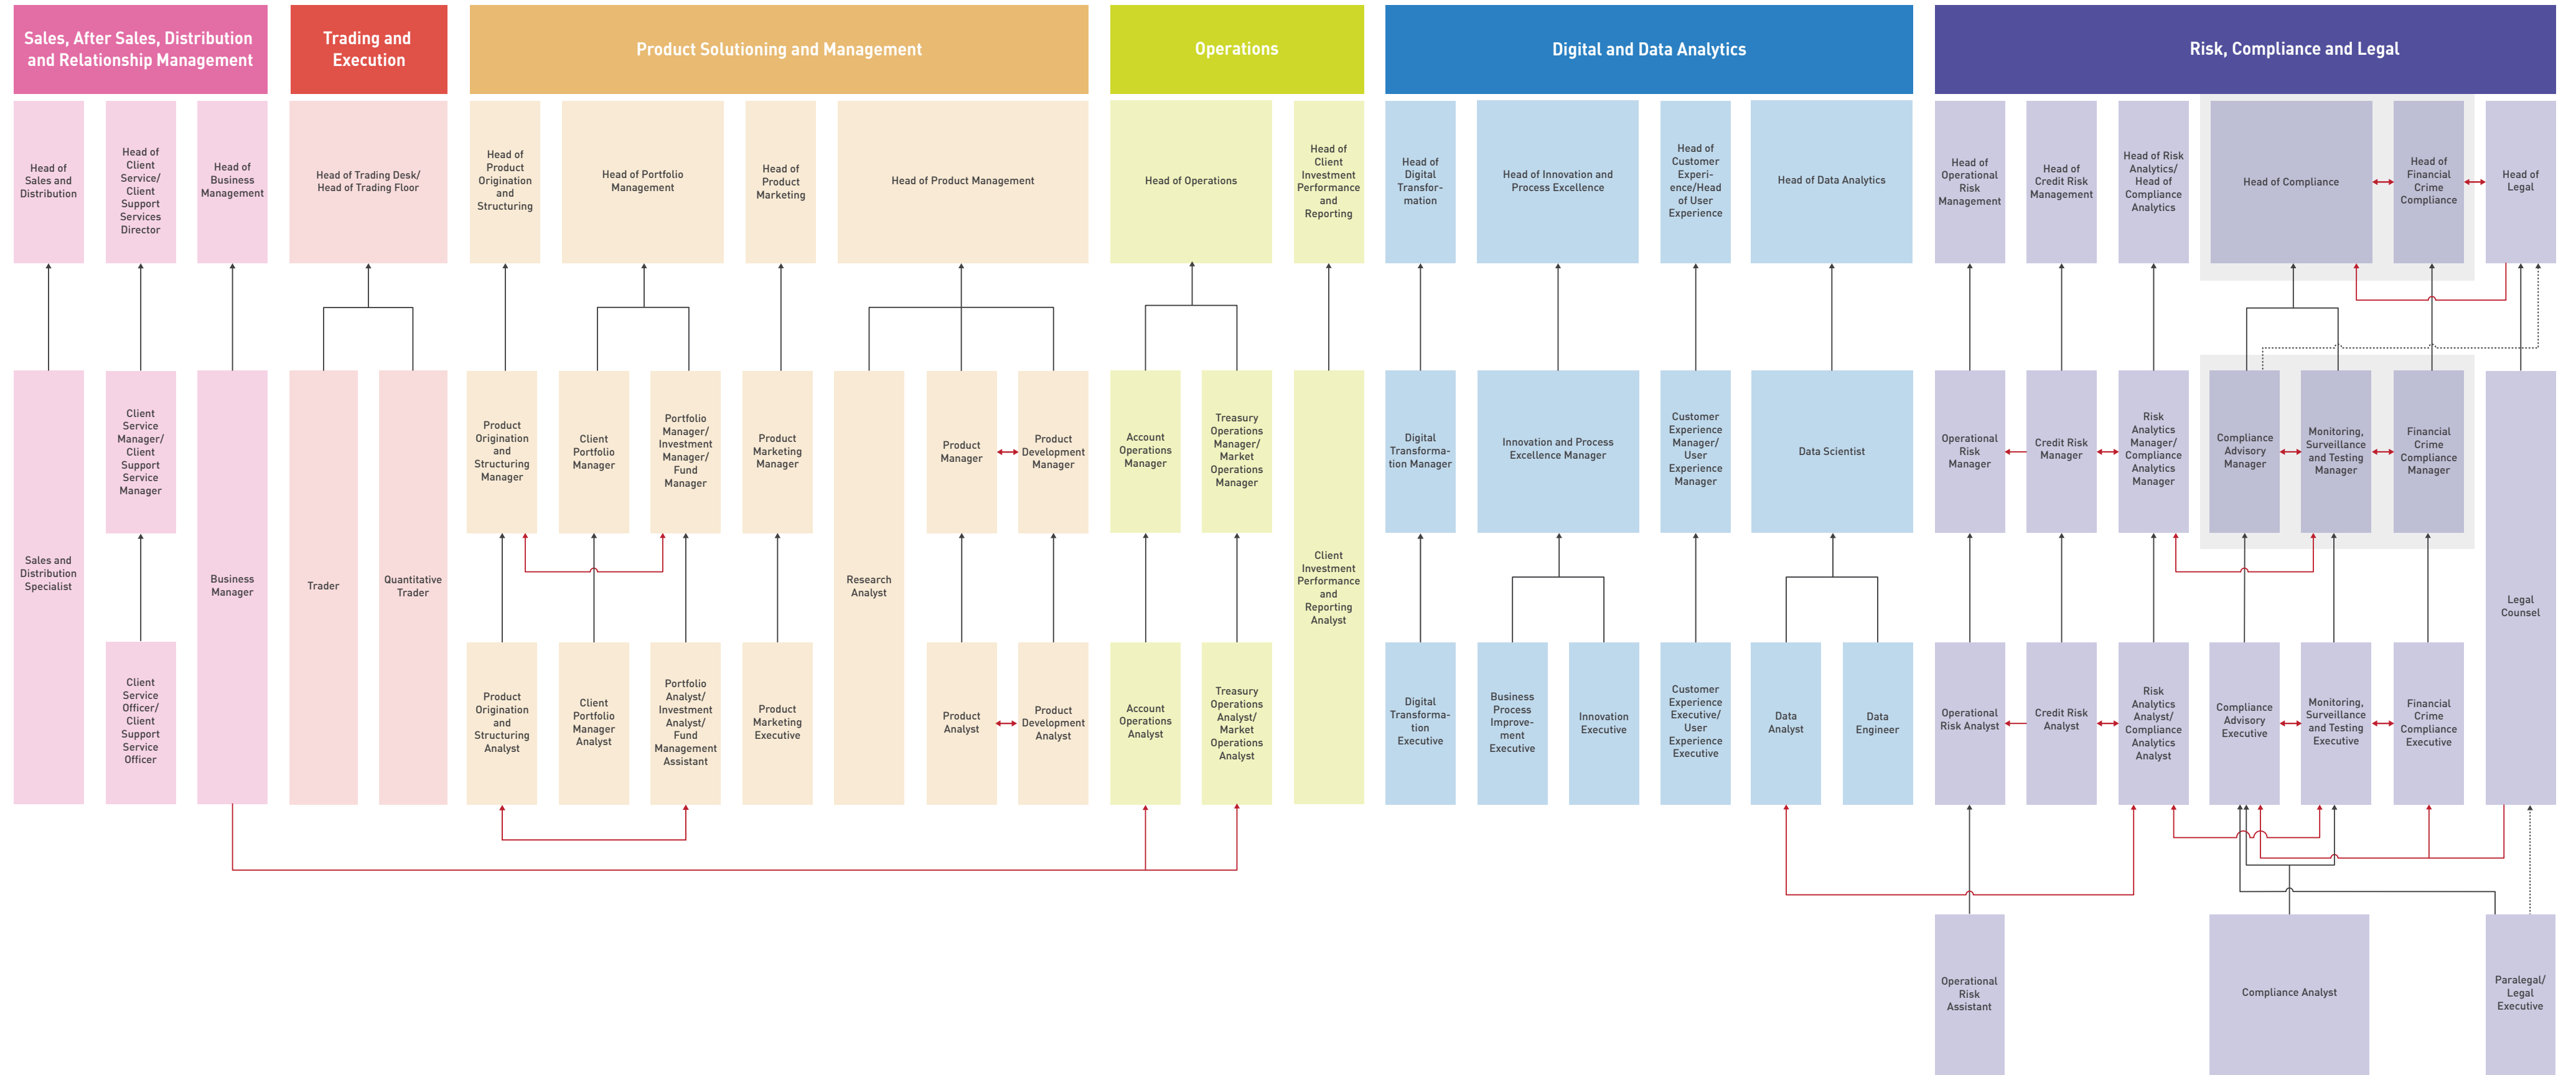 Sales, After Sales, Distribution
and Relationship Management
Trading and
Execution
Product Solutioning and Management
Operations
Digital and Data Analytics
Risk, Compliance and Legal
Head of
Sales and
Distribution
Head of
Client
Service/
Client
Support
Services
Director
Head of
Business
Management
Head of Trading Desk/
Head of Trading Floor
Head of
Product
Origination
and
Structuring
Head of Portfolio
Management
Head of
Product
Marketing
Head of Product Management
Head of Operations
Head of
Client
Investment
Performance
and
Reporting
Head of
Digital
Transfor-
mation
Head of Innovation and
Process Excellence
Head of
Customer
Experi-
ence/Head
of User
Experience
Head of Data Analytics
Head of
Operational
Risk
Management
Head of
Credit Risk
Management
Head of Risk
Analytics/
Head of
Compliance
Analytics
Head of Compliance
Head of
Financial
Crime
Compliance
Head of
Legal
Sales and
Distribution
Specialist
Client
Service
Manager/
Client
Support
Service
Manager
Business
Manager
Trader
Quantitative
Trader
Product
Origination
and
Structuring
Manager
Client
Portfolio
Manager
Portfolio
Manager/
Investment
Manager/
Fund
Manager
Product
Marketing
Manager
Research
Analyst
Product
Manager
Product
Development
Manager
Account
Operations
Manager
Treasury
Operations
Manager/
Market
Operations
Manager
Client
Investment
Performance
and
Reporting
Analyst
Digital
Transforma-
tion Manager
Innovation and Process
Excellence Manager
Customer
Experience
Manager/
User
Experience
Manager
Data Scientist
Operational
Risk
Manager
Credit Risk
Manager
Risk
Analytics
Manager/
Compliance
Analytics
Manager
Compliance
Advisory
Manager
Monitoring,
Surveillance
and Testing
Manager
Financial
Crime
Compliance
Manager
Legal
Counsel
Client
Service
Officer/
Client
Support
Service
Officer
Product
Origination
and
Structuring
Analyst
Client
Portfolio
Manager
Analyst
Portfolio
Analyst/
Investment
Analyst/
Fund
Management
Assistant
Product
Marketing
Executive
Product
Analyst
Product
Development
Analyst
Account
Operations
Analyst
Treasury
Operations
Analyst/
Market
Operations
Analyst
Digital
Transforma-
tion
Executive
Business
Process
Improve-
ment
Executive
Innovation
Executive
Customer
Experience
Executive/
User
Experience
Executive
Data
Analyst
Data
Engineer
Operational
Risk Analyst
Credit Risk
Analyst
Risk
Analytics
Analyst/
Compliance
Analytics
Analyst
Compliance
Advisory
Executive
Monitoring,
Surveillance
and Testing
Executive
Financial
Crime
Compliance
Executive
Operational
Risk
Assistant
Compliance Analyst
Paralegal/
Legal
Executive